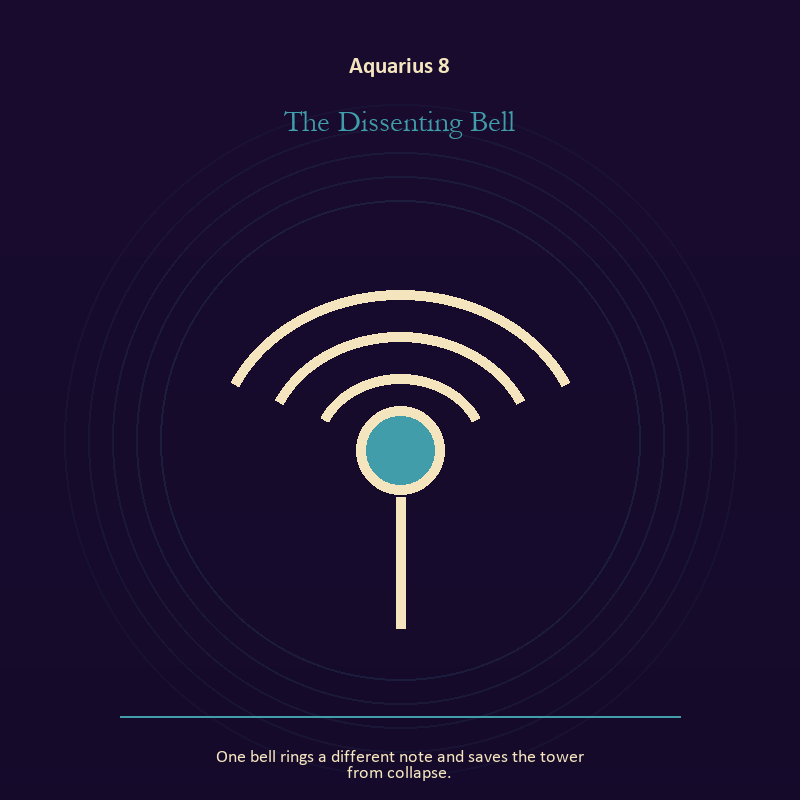 Aquarius 8
The Dissenting Bell
One bell rings a different note and saves the tower
from collapse.